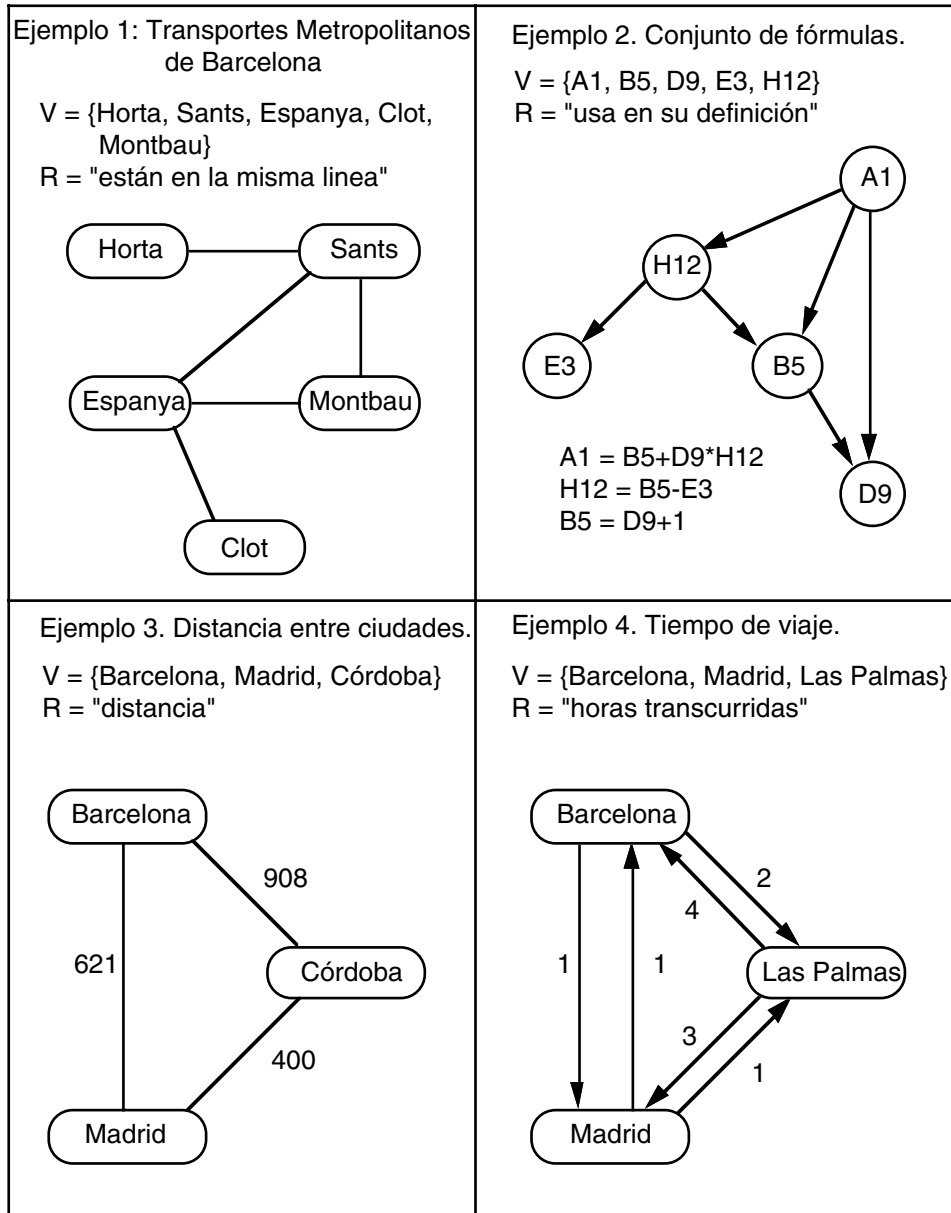 Ejemplo 1: Transportes Metropolitanos
de Barcelona
V = {Horta, Sants, Espanya, Clot,
Montbau}
R = "están en la misma linea"
Horta
Sants
Espanya
Montbau
Clot
Ejemplo 2. Conjunto de fórmulas.
V = {A1, B5, D9, E3, H12}
R = "usa en su definición"
A1
H12
E3
B5
D9
A1 = B5+D9*H12
H12 = B5-E3
B5 = D9+1
Ejemplo 3. Distancia entre ciudades.
V = {Barcelona, Madrid, Córdoba}
R = "distancia"
Barcelona
908
621
Córdoba
400
Madrid
Ejemplo 4. Tiempo de viaje.
V = {Barcelona, Madrid, Las Palmas}
R = "horas transcurridas"
Barcelona
2
4
1
1
Las Palmas
3
1
Madrid